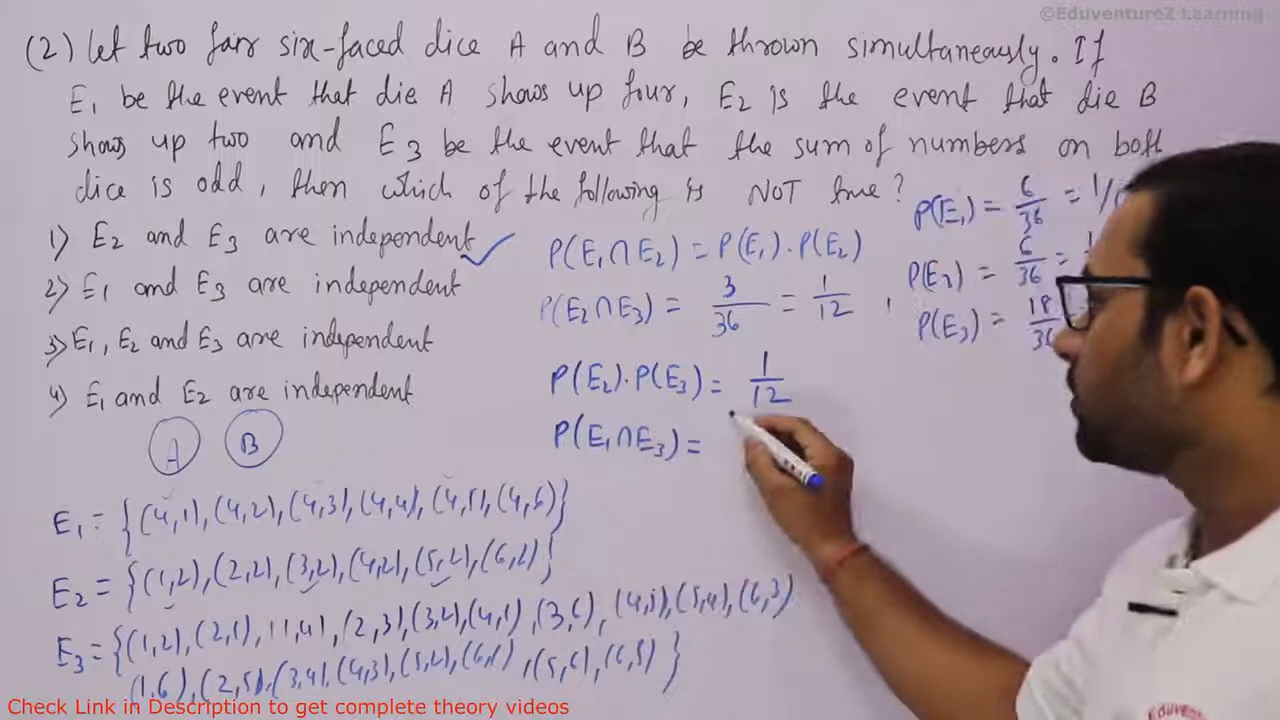 ©EduventureZ Learning
(2) Let two fair six-faced dice A and B be thrown simultaneously. If
E1 be the event that die A shows up four, E2 is the event that die B
shows up two and E3 be the event that the sum of numbers on both
dice is odd, then which of the following is NOT true?
1) E2 and E3 are independent ✓
2) E1 and E3 are independent
3) E1, E2 and E3 are independent
4) E1 and E2 are independent
A B
P(E1∩E2) = P(E1).P(E2)
P(E2∩E3) = 3/36 = 1/12 ,
P(E2).P(E3) = 1/12
P(E1∩E3) =
P(E1) = 6/36 = 1/
P(E2) = 6/36 =
P(E3) = 18/36
E1 = {(4,1), (4,2), (4,3), (4,4), (4,5), (4,6)}
E2 = {(1,2), (2,2), (3,2), (4,2), (5,2), (6,2)}
E3 = {(1,2), (2,1), (1,4), (2,3), (3,2), (4,1), (3,6), (4,5), (5,4), (6,3)
(1,6), (2,5), (3,4), (4,3), (5,2), (6,1), (5,6), (6,5) }
Check Link in Description to get complete theory videos